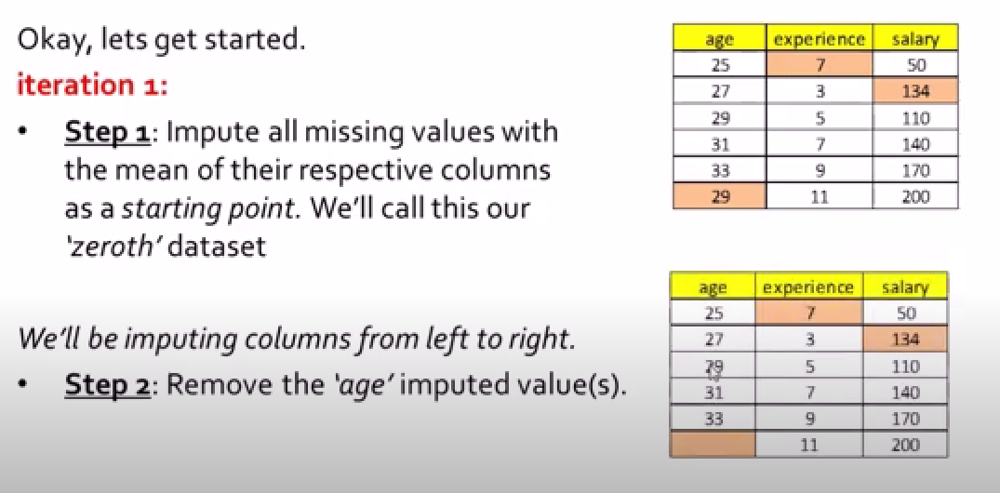 Okay, lets get started.
iteration 1:
• Step 1: Impute all missing values with
the mean of their respective columns
as a starting point. We'll call this our
'zeroth' dataset
age experience salary
25 7 50
27 3 134
29 5 110
31 7 140
33 9 170
29 11 200
We'll be imputing columns from left to right.
• Step 2: Remove the 'age' imputed value(s).
age experience salary
25 7 50
27 3 134
29 5 110
31 7 140
33 9 170
11 200